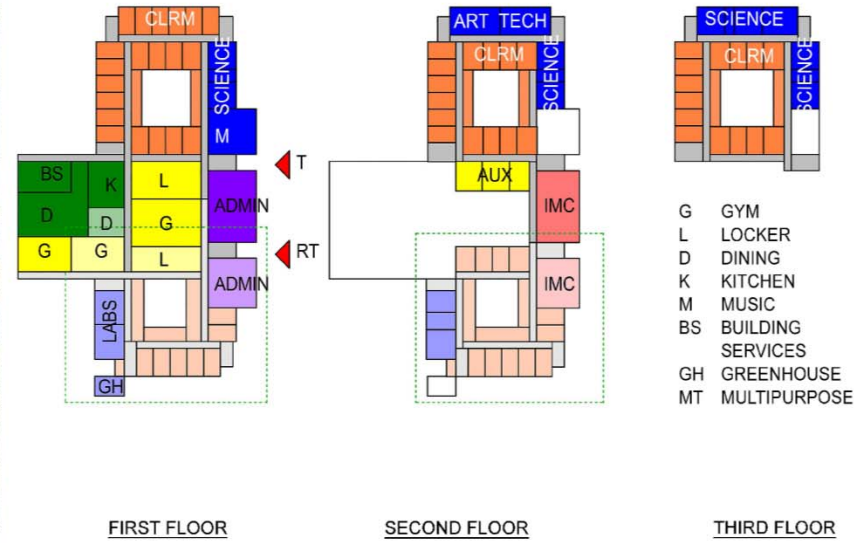 CLRM
SCIENCE
M
T
BS
K
L
D
D
G
ADMIN
G
G
L
RT
ADMIN
LABS
GH
FIRST FLOOR
ART TECH
CLRM
SCIENCE
AUX
IMC
IMC
SECOND FLOOR
SCIENCE
CLRM
SCIENCE
THIRD FLOOR
G GYM
L LOCKER
D DINING
K KITCHEN
M MUSIC
BS BUILDING
SERVICES
GH GREENHOUSE
MT MULTIPURPOSE